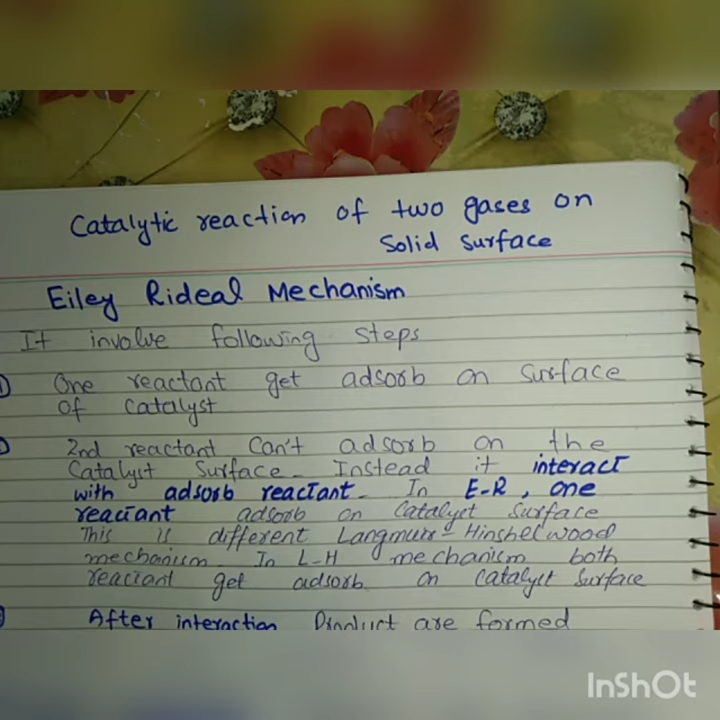 Catalytic reaction of two gases on
Solid Surface
Eiley Rideal Mechanism
It involve following steps
1) One reactant get adsorb on Surface
of Catalyst
2nd reactant Can't adsorb on the
Catalyst Surface. Instead it interact
with adsorb reactant. In E-R, one
reactant adsorb on Catalyst Surface
This is different Langmuir-Hinshelwood
mechanism. In L-H mechanism both
reactant get adsorb on Catalyst Surface
After interaction Product are formed
InShOt